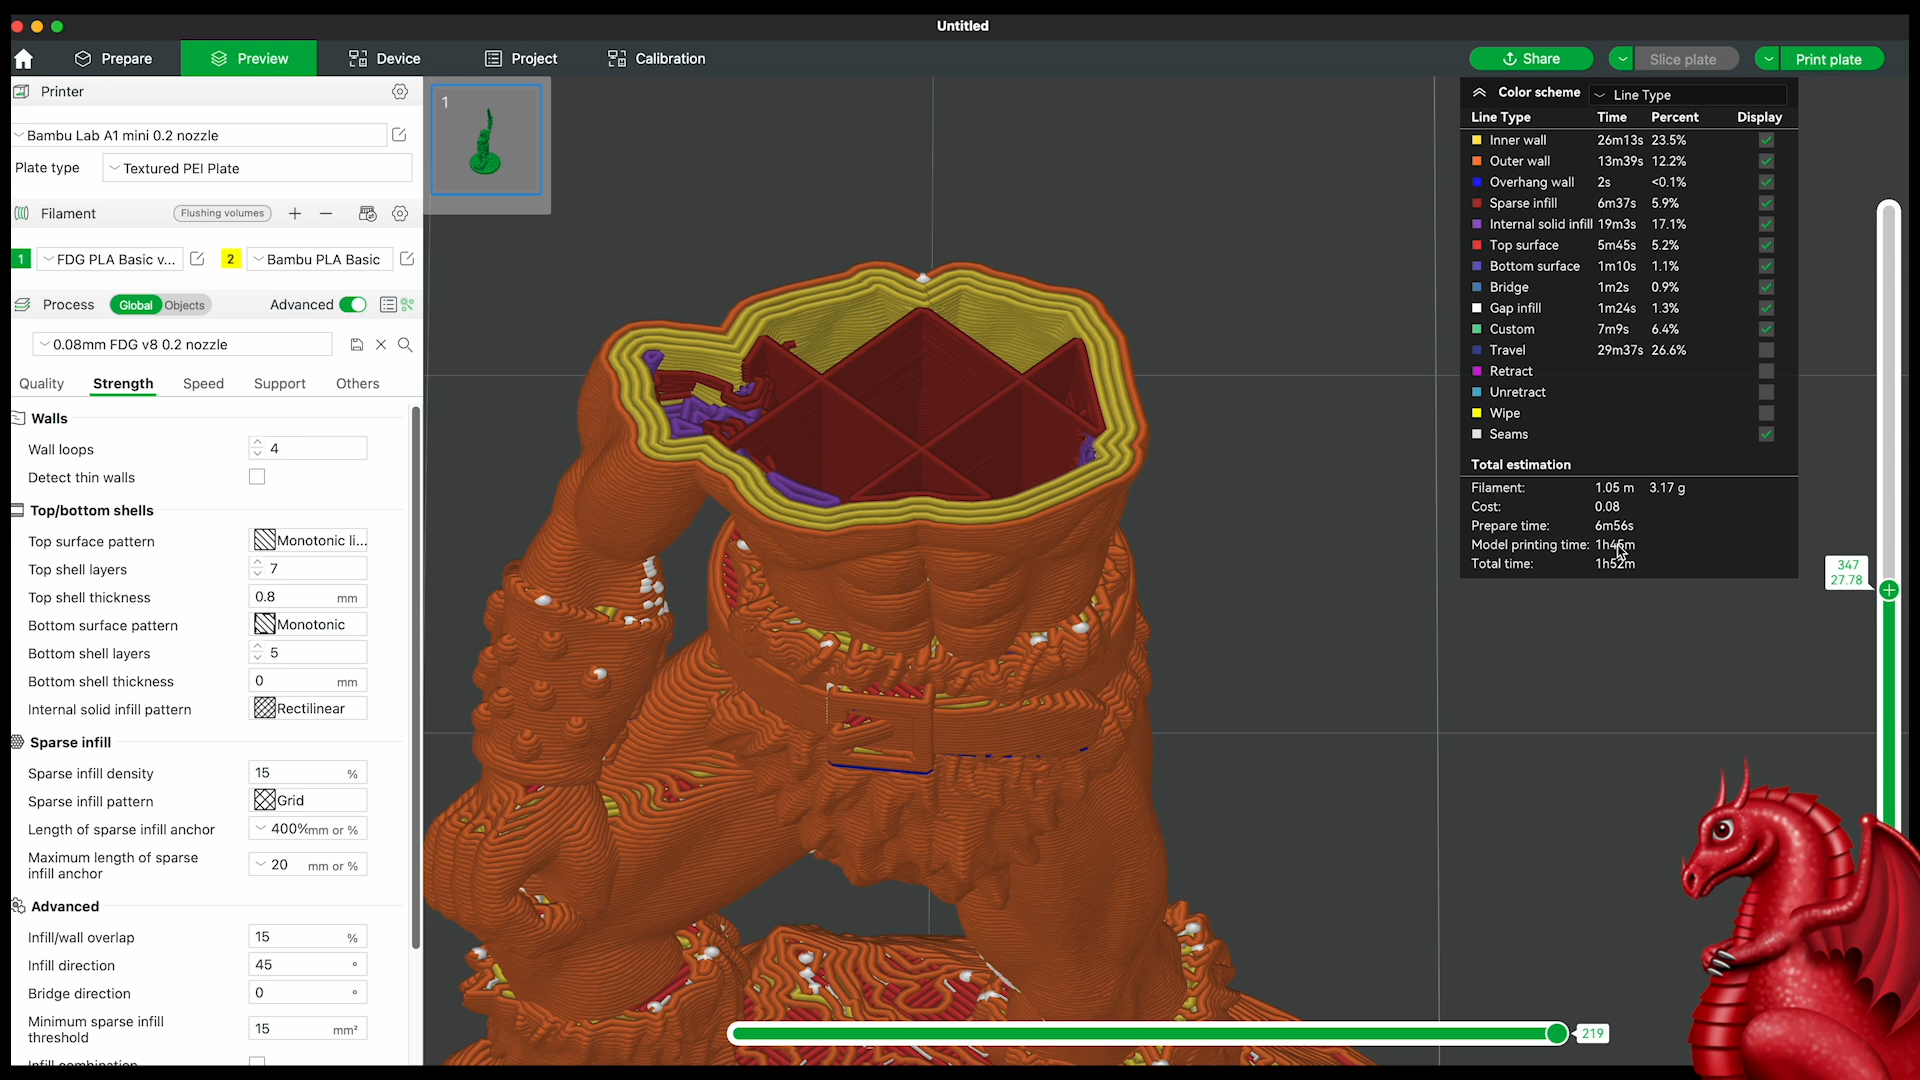 Untitled
Prepare
Preview
Device
Project
Calibration
Share
Slice plate
Print plate
Printer
Bambu Lab A1 mini 0.2 nozzle
Plate type
Textured PEI Plate
Filament
Flushing volumes
1
FDG PLA Basic v...
2
Bambu PLA Basic
Process
Global
Objects
Advanced
0.08mm FDG v8 0.2 nozzle
Quality
Strength
Speed
Support
Others
Walls
Wall loops 4
Detect thin walls
Top/bottom shells
Top surface pattern Monotonic li...
Top shell layers 7
Top shell thickness 0.8 mm
Bottom surface pattern Monotonic
Bottom shell layers 5
Bottom shell thickness 0 mm
Internal solid infill pattern Rectilinear
Sparse infill
Sparse infill density 15 %
Sparse infill pattern Grid
Length of sparse infill anchor 400% mm or %
Maximum length of sparse
infill anchor 20 mm or %
Advanced
Infill/wall overlap 15 %
Infill direction 45 °
Bridge direction 0 °
Minimum sparse infill
threshold 15 mm²
Infill combination
1
Color scheme Line Type
Line Type Time Percent Display
Inner wall 26m13s 23.5%
Outer wall 13m39s 12.2%
Overhang wall 2s <0.1%
Sparse infill 6m37s 5.9%
Internal solid infill 19m3s 17.1%
Top surface 5m45s 5.2%
Bottom surface 1m10s 1.1%
Bridge 1m2s 0.9%
Gap infill 1m24s 1.3%
Custom 7m9s 6.4%
Travel 29m37s 26.6%
Retract
Unretract
Wipe
Seams
Total estimation
Filament: 1.05 m 3.17 g
Cost: 0.08
Prepare time: 6m56s
Model printing time: 1h45m
Total time: 1h52m
347
27.78
219